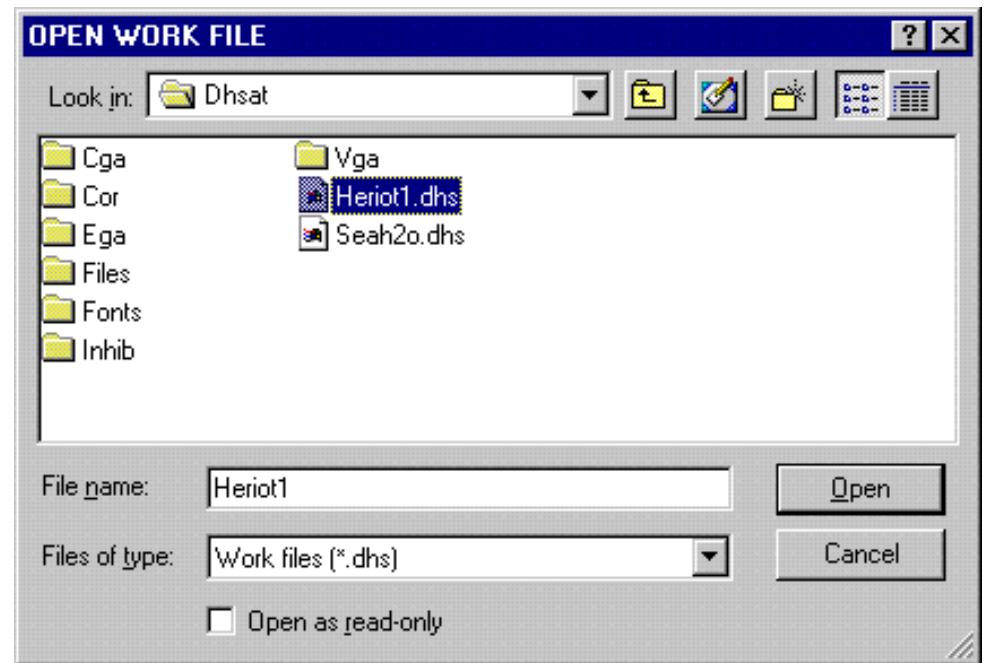 OPEN WORK FILE
Look in: Dhsat
Cga
Cor
Ega
Files
Fonts
Inhib
Vga
Heriot1.dhs
Seah2o.dhs
File name: Heriot1 Open
Files of type: Work files (*.dhs) Cancel
Open as read-only